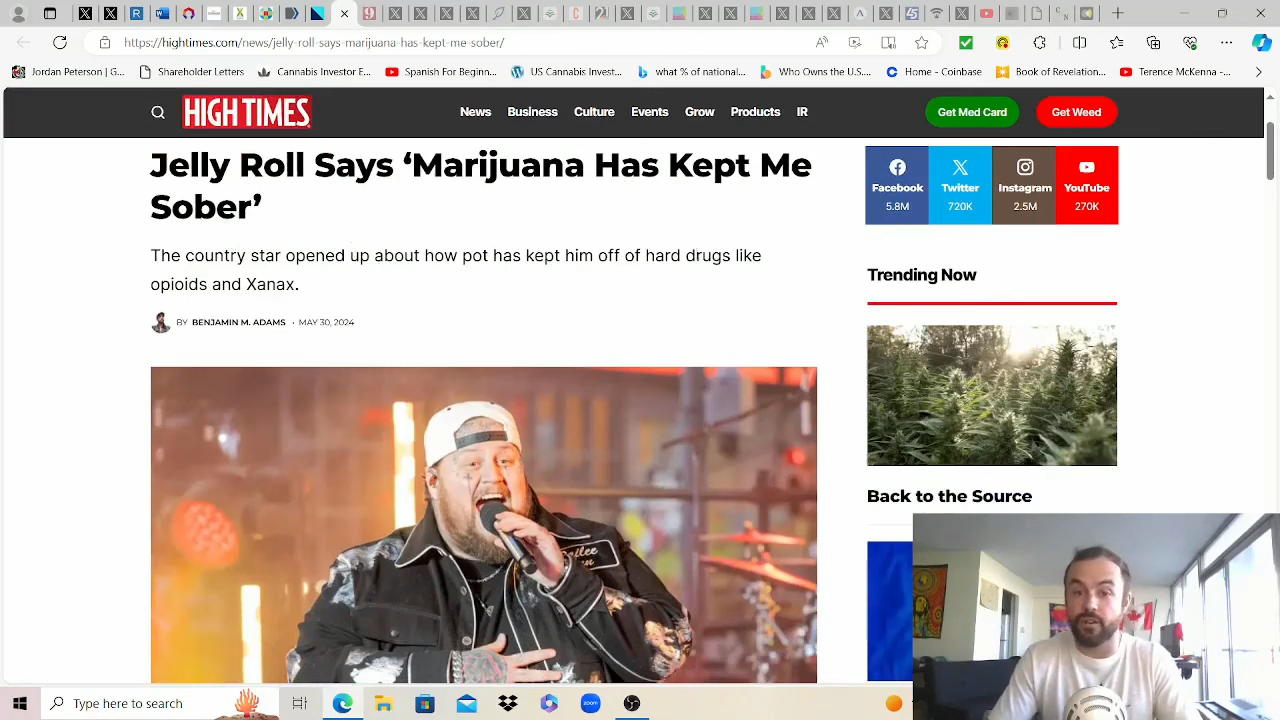 https://hightimes.com/news/jelly-roll-says-marijuana-has-kept-me-sober/
Jordan Peterson | G...
Shareholder Letters
Cannabis Investor E...
Spanish For Beginn...
US Cannabis Invest...
what % of national...
Who Owns the U.S...
Home - Coinbase
Book of Revelation...
Terence McKenna -...
HIGH TIMES
News
Business
Culture
Events
Grow
Products
IR
Get Med Card
Get Weed
Jelly Roll Says ‘Marijuana Has Kept Me
Sober’
The country star opened up about how pot has kept him off of hard drugs like
opioids and Xanax.
BY BENJAMIN M. ADAMS · MAY 30, 2024
Facebook
5.8M
Twitter
720K
Instagram
2.5M
YouTube
270K
Trending Now
Back to the Source
Type here to search
zoom